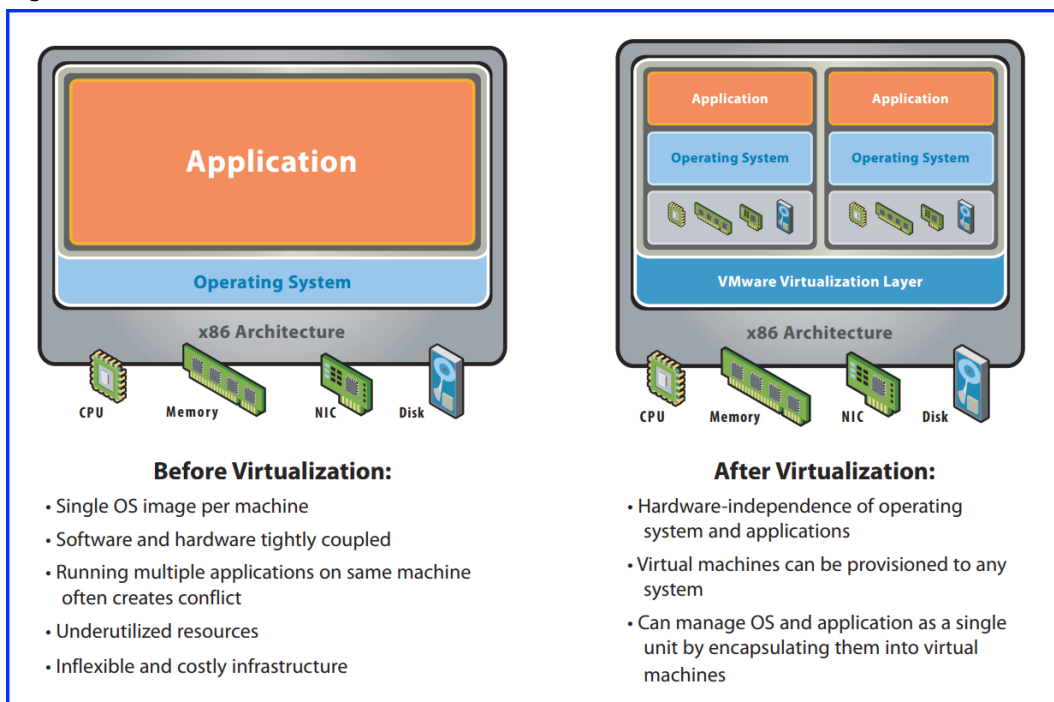 Application
Operating System
x86 Architecture
CPU
Memory
NIC
Disk
Before Virtualization:
• Single OS image per machine
• Software and hardware tightly coupled
• Running multiple applications on same machine
often creates conflict
• Underutilized resources
• Inflexible and costly infrastructure
Application
Application
Operating System
Operating System
VMware Virtualization Layer
x86 Architecture
CPU
Memory
NIC
Disk
After Virtualization:
• Hardware-independence of operating
system and applications
• Virtual machines can be provisioned to any
system
• Can manage OS and application as a single
unit by encapsulating them into virtual
machines